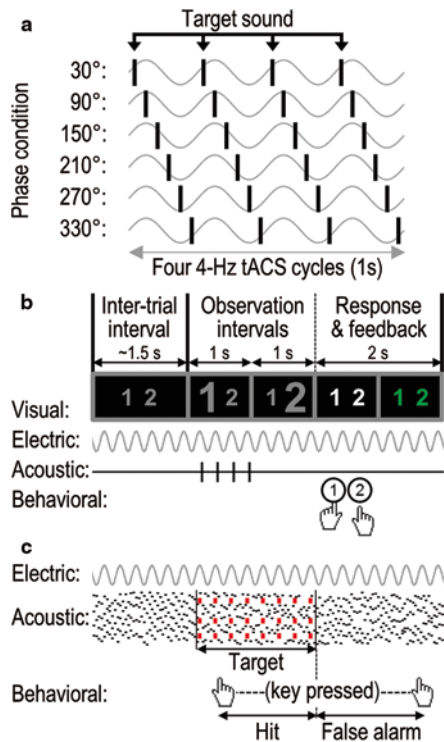 a
Target sound
Phase condition
30°:
90°:
150°:
210°:
270°:
330°:
Four 4-Hz tACS cycles (1s)
b
Inter-trial interval
~1.5 s
Observation intervals
1 s
1 s
Response & feedback
2 s
Visual:
1 2
1 2
1 2
1 2
1 2
Electric:
Acoustic:
Behavioral:
1 2
c
Electric:
Acoustic:
Target
Behavioral:
(key pressed)
Hit
False alarm